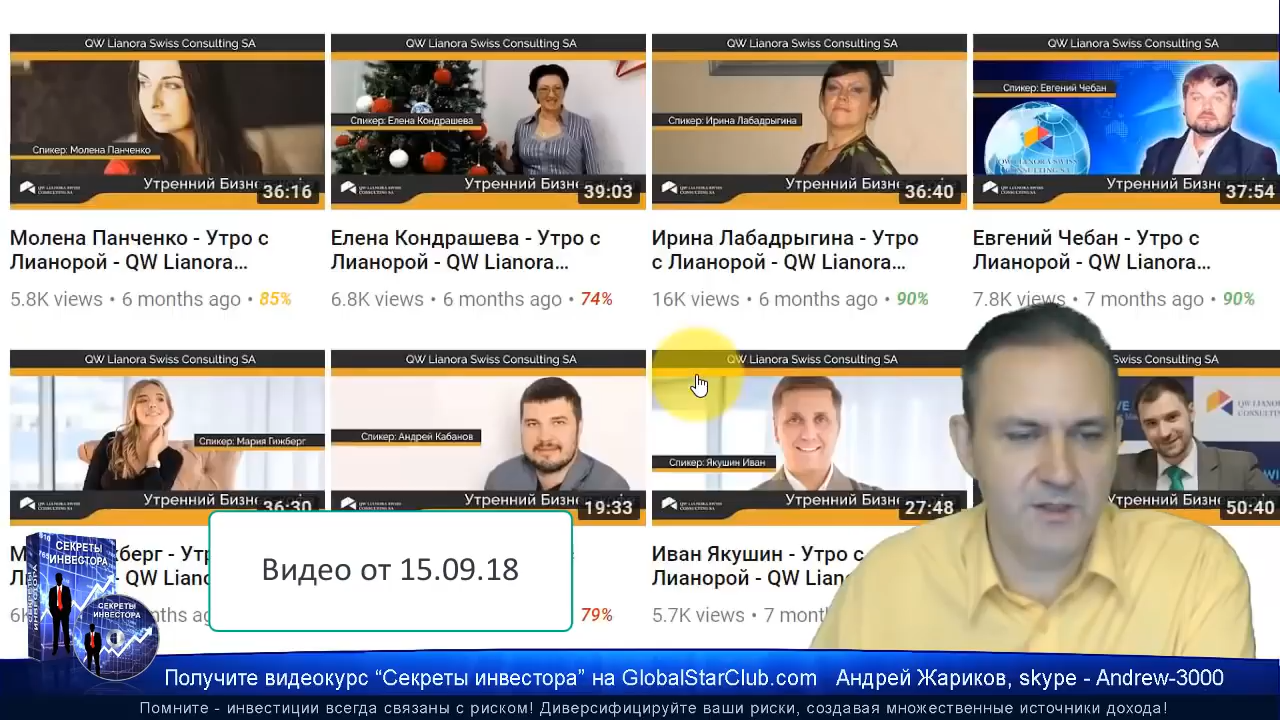 QW Lianora Swiss Consulting SA
QW Lianora Swiss Consulting SA
QW Lianora Swiss Consulting SA
QW Lianora Swiss Consulting SA
Спикер: Молена Панченко
Спикер: Елена Кондрашева
Спикер: Ирина Лабадрыгина
Спикер: Евгений Чебан
Утренний Бизне
36:16
Утренний Бизне
39:03
Утренний Бизне
36:40
Утренний Бизне
37:54
Молена Панченко - Утро с
Лианорой - QW Lianora...
5.8K views • 6 months ago • 85%
Елена Кондрашева - Утро с
Лианорой - QW Lianora...
6.8K views • 6 months ago • 74%
Ирина Лабадрыгина - Утро
с Лианорой - QW Lianora...
16K views • 6 months ago • 90%
Евгений Чебан - Утро с
Лианорой - QW Lianora...
7.8K views • 7 months ago • 90%
QW Lianora Swiss Consulting SA
QW Lianora Swiss Consulting SA
QW Lianora Swiss Consulting SA
Swiss Consulting SA
Спикер: Мария Гижберг
Спикер: Андрей Кабанов
Спикер: Якушин Иван
QW LIANORA
Утренний Бизне
36:30
Утренний Бизне
19:33
Утренний Бизне
27:48
Утренний Бизне
50:40
79%
Иван Якушин - Утро с
Лианорой - QW Lian
5.7K views • 7 mont
Видео от 15.09.18
СЕКРЕТЫ
ИНВЕСТОРА
СЕКРЕТЫ
ИНВЕСТОРА
Получите видеокурс “Секреты инвестора” на GlobalStarClub.com Андрей Жариков, skype - Andrew-3000
Помните - инвестиции всегда связаны с риском! Диверсифицируйте ваши риски, создавая множественные источники дохода!